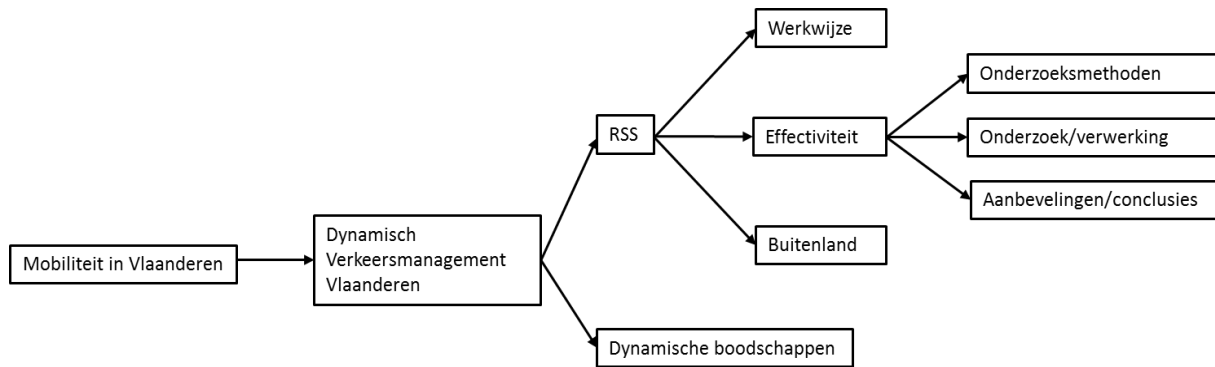 Mobiliteit in Vlaanderen
Dynamisch
Verkeersmanagement
Vlaanderen
RSS
Dynamische boodschappen
Werkwijze
Effectiviteit
Buitenland
Onderzoeksmethoden
Onderzoek/verwerking
Aanbevelingen/conclusies